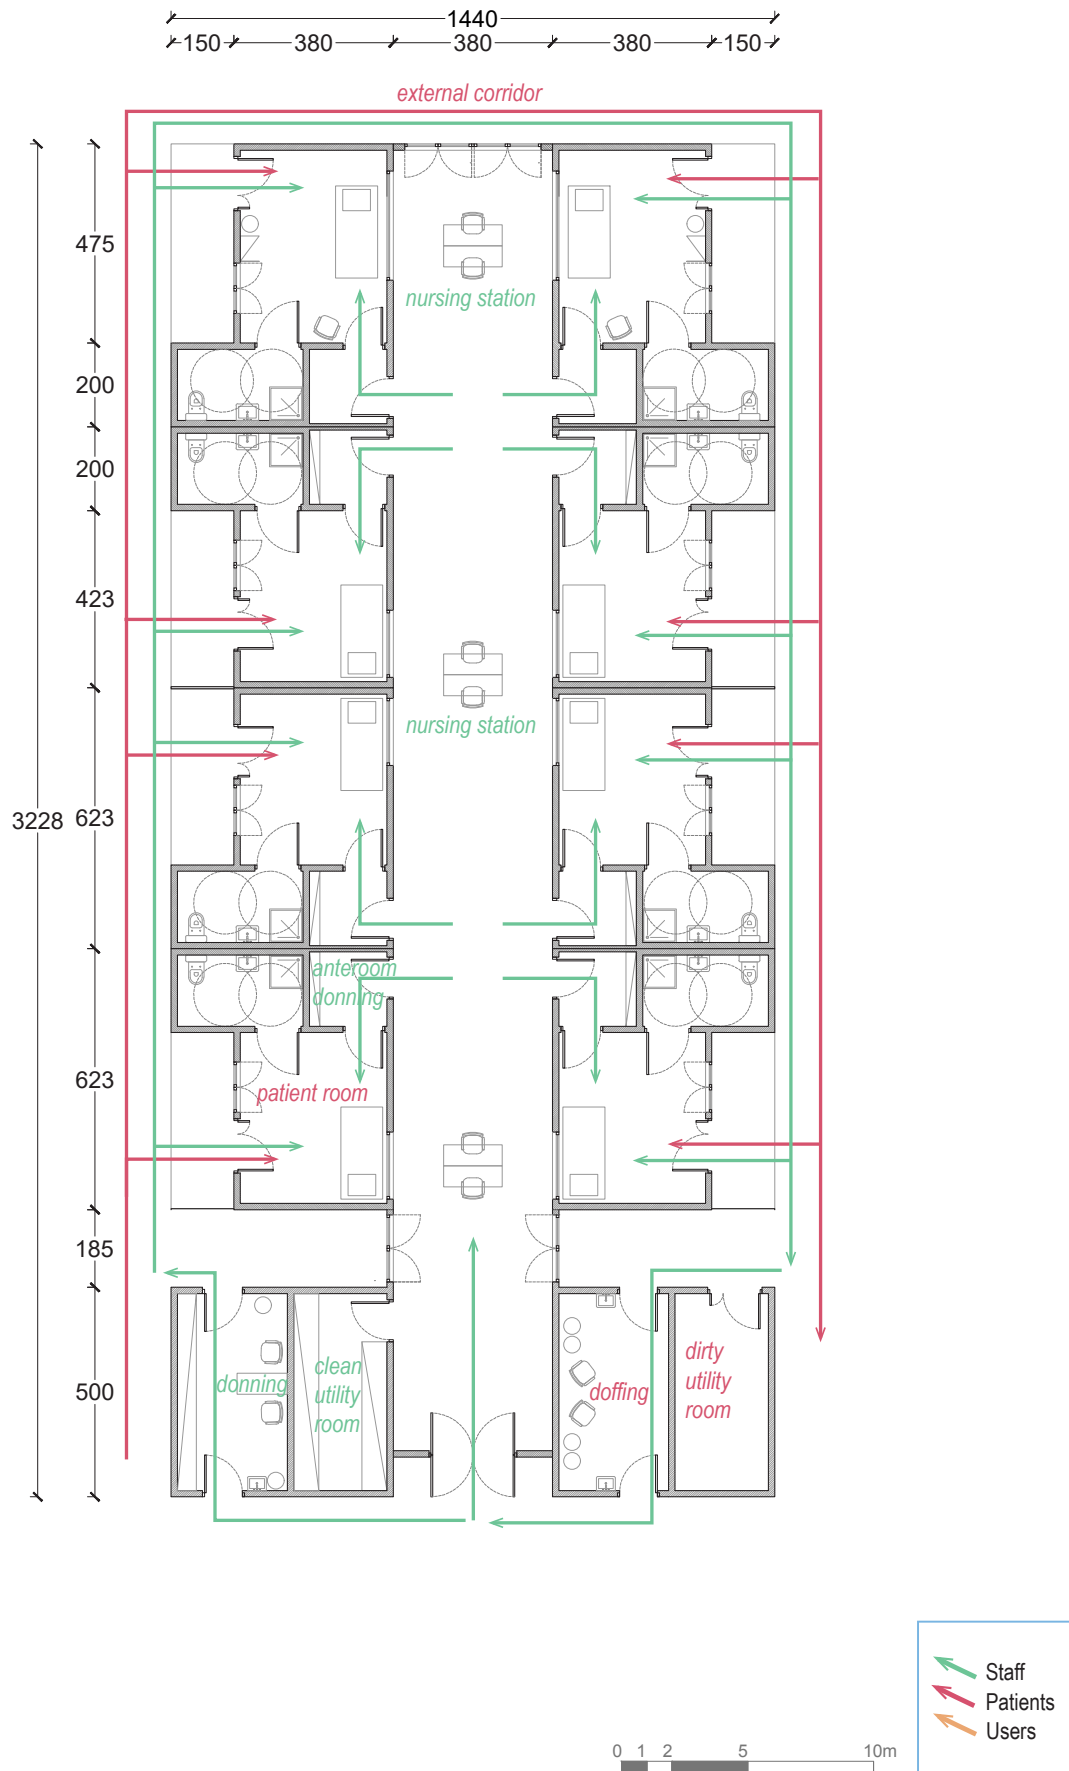 1440
150
380
380
380
150
external corridor
475
nursing station
200
200
423
nursing station
3228
623
anteroom
donning
623
patient room
185
clean
utility
room
donning
dirty
utility
room
doffing
500
Staff
Patients
Users
0 1 2 5 10m